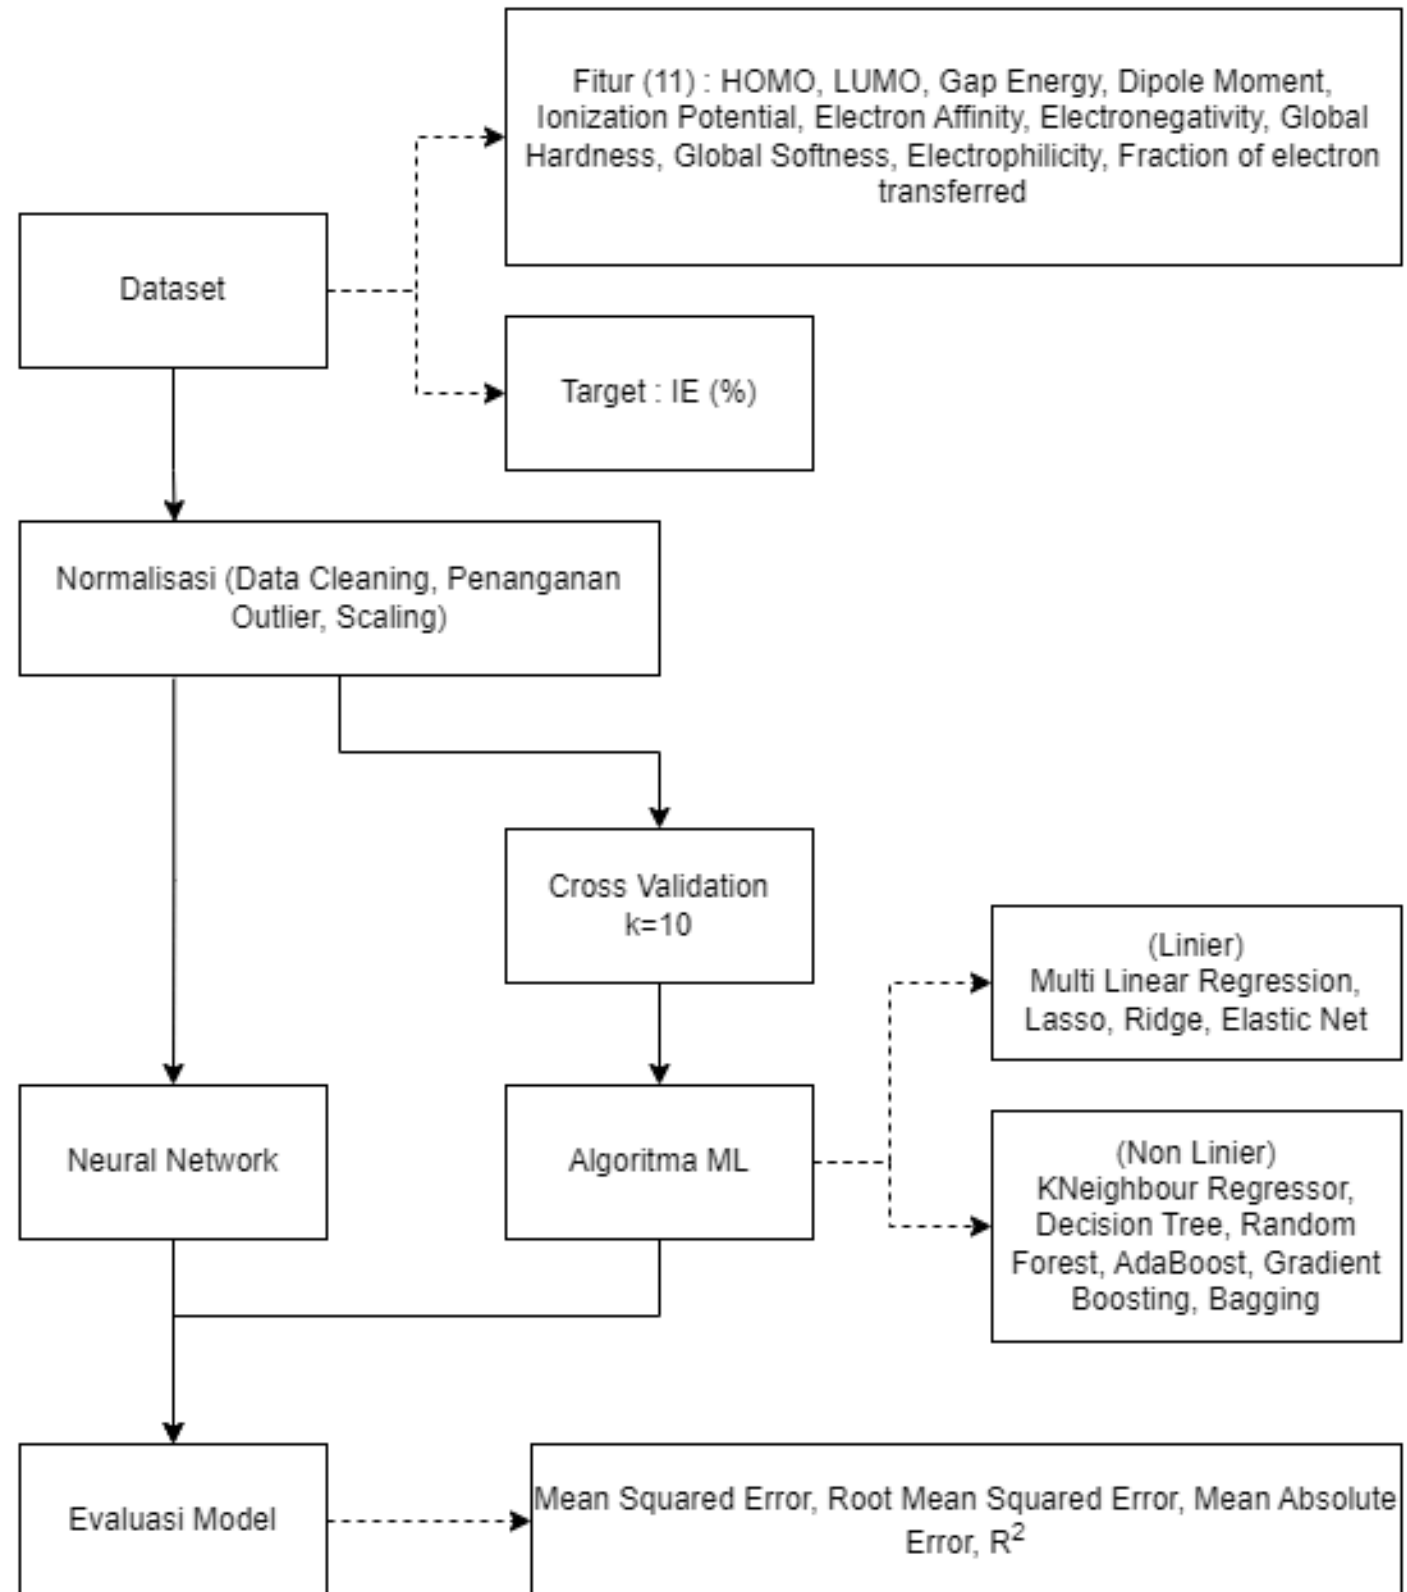 Fitur (11) : HOMO, LUMO, Gap Energy, Dipole Moment,
Ionization Potential, Electron Affinity, Electronegativity, Global
Hardness, Global Softness, Electrophilicity, Fraction of electron
transferred
Dataset
Target : IE (%)
Normalisasi (Data Cleaning, Penanganan
Outlier, Scaling)
Cross Validation
k=10
(Linier)
Multi Linear Regression,
Lasso, Ridge, Elastic Net
Neural Network
Algoritma ML
(Non Linier)
KNeighbour Regressor,
Decision Tree, Random
Forest, AdaBoost, Gradient
Boosting, Bagging
Evaluasi Model
Mean Squared Error, Root Mean Squared Error, Mean Absolute
Error, R²